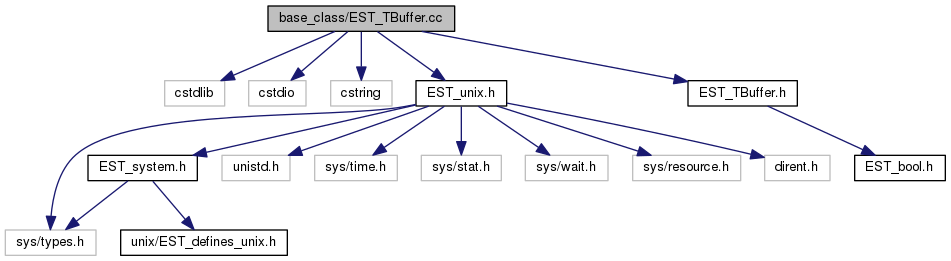 base_class/EST_TBuffer.cc
cstdlib
cstdio
cstring
EST_unix.h
EST_TBuffer.h
EST_system.h
unistd.h
sys/time.h
sys/stat.h
sys/wait.h
sys/resource.h
dirent.h
EST_bool.h
sys/types.h
unix/EST_defines_unix.h